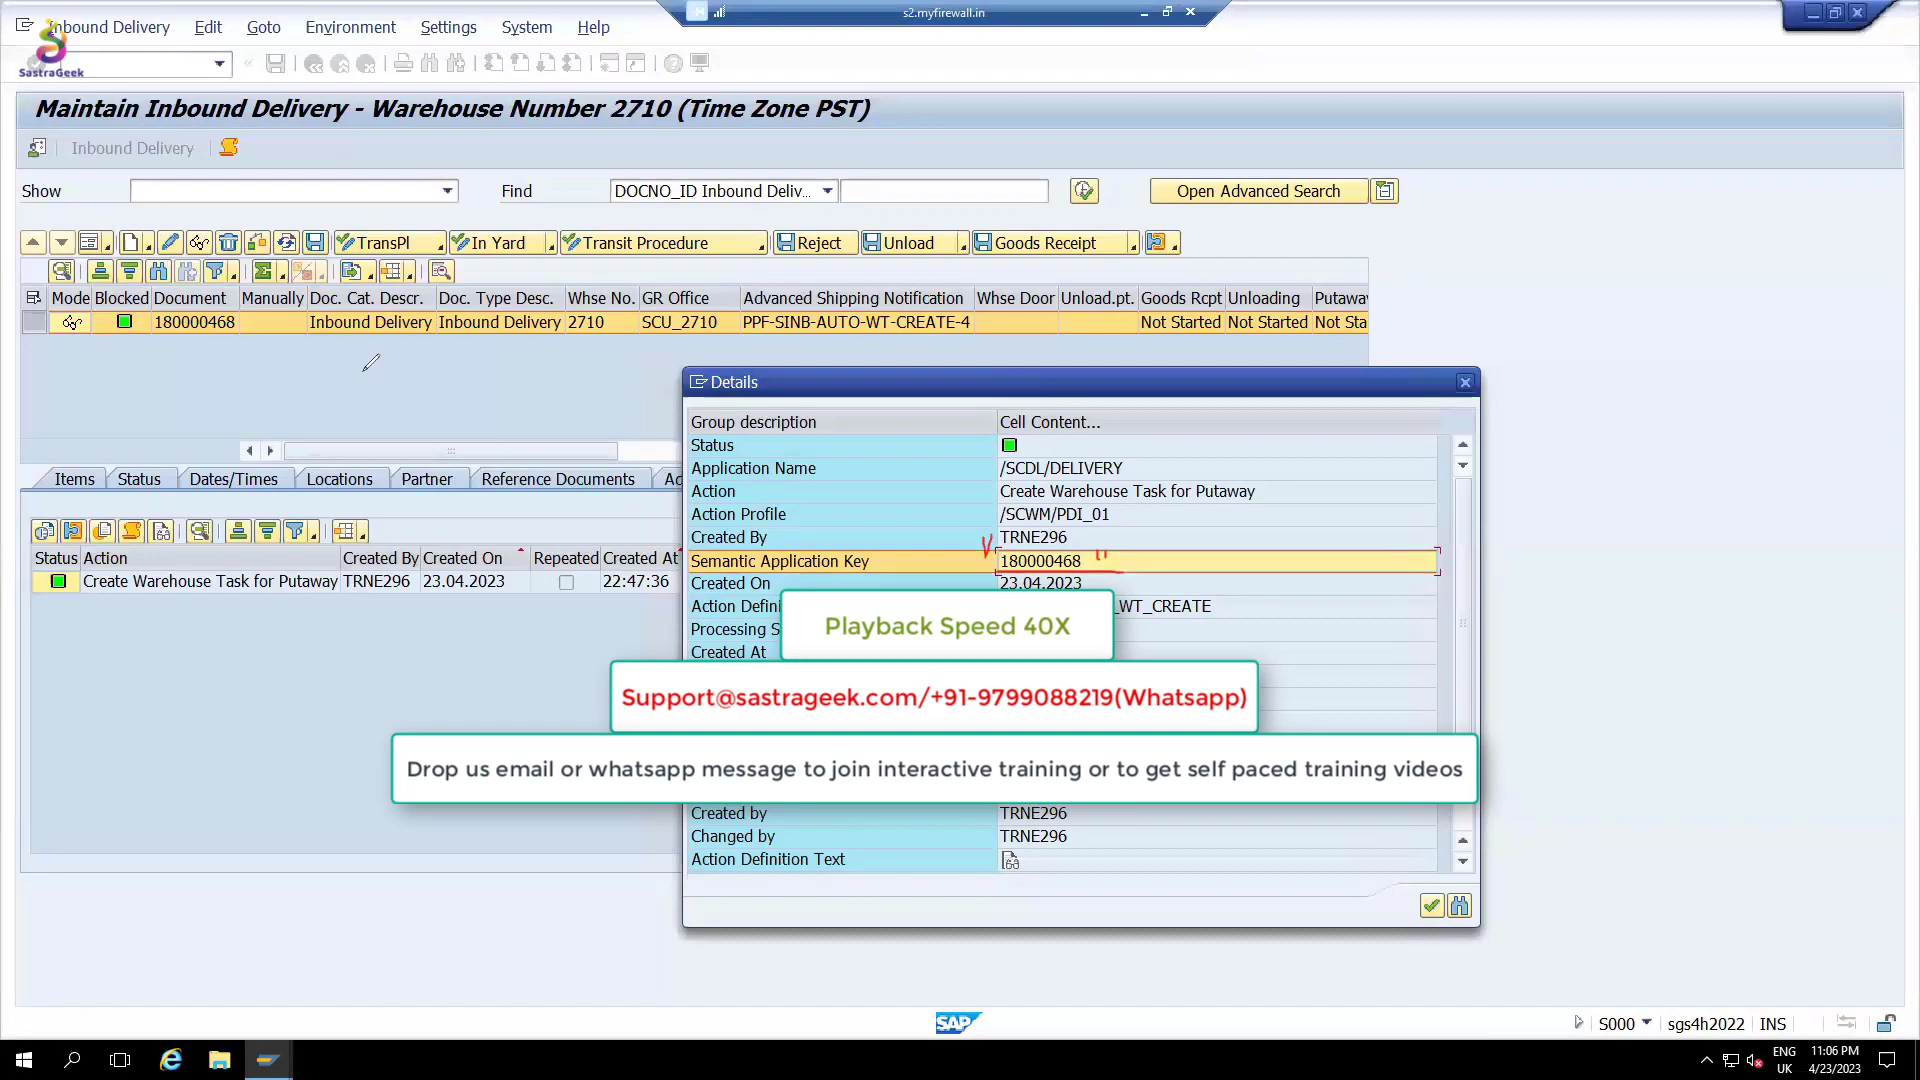 s2.myfirewall.in
Inbound Delivery Edit Goto Environment Settings System Help
SastraGeek
Maintain Inbound Delivery - Warehouse Number 2710 (Time Zone PST)
Inbound Delivery
Show Find DOCNO_ID Inbound Deliv... Open Advanced Search
TransPl In Yard Transit Procedure Reject Unload Goods Receipt
Mode Blocked Document Manually Doc. Cat. Descr. Doc. Type Desc. Whse No. GR Office Advanced Shipping Notification Whse Door Unload.pt. Goods Rcpt Unloading Putaway
180000468 Inbound Delivery Inbound Delivery 2710 SCU_2710 PPF-SINB-AUTO-WT-CREATE-4 Not Started Not Started Not Sta
Items Status Dates/Times Locations Partner Reference Documents Ac
Status Action Created By Created On Repeated Created At
Create Warehouse Task for Putaway TRNE296 23.04.2023 22:47:36
Details
Group description Cell Content...
Status
Application Name /SCDL/DELIVERY
Action Create Warehouse Task for Putaway
Action Profile /SCWM/PDI_01
Created By TRNE296
Semantic Application Key 180000468
Created On 23.04.2023
Action Defini _WT_CREATE
Processing S
Created At
Playback Speed 40X
Support@sastrageek.com/+91-9799088219(Whatsapp)
Drop us email or whatsapp message to join interactive training or to get self paced training videos
Created by TRNE296
Changed by TRNE296
Action Definition Text
SAP
S000 sgs4h2022 INS
ENG 11:06 PM
UK 4/23/2023